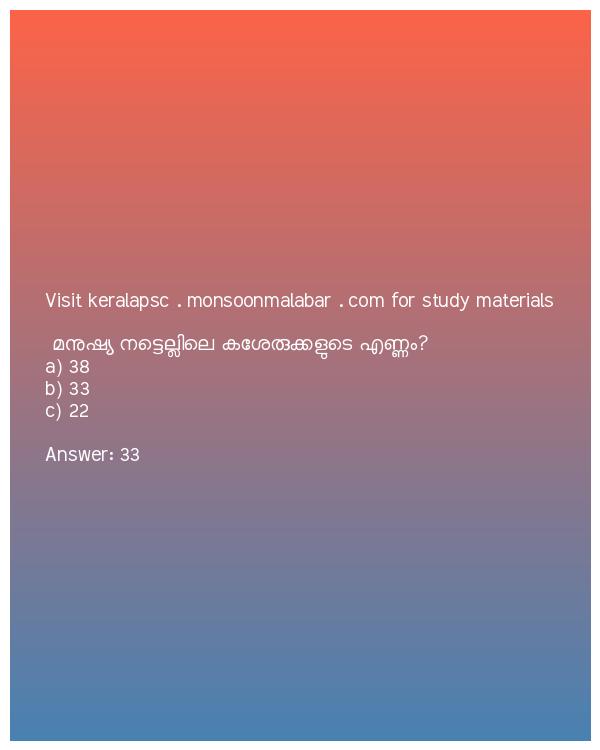 Visit keralapsc . monsoonmalabar . com for study materials
മനുഷ്യ നട്ടെല്ലിലെ കശേരുക്കളുടെ എണ്ണം?
a) 38
b) 33
c) 22
Answer: 33